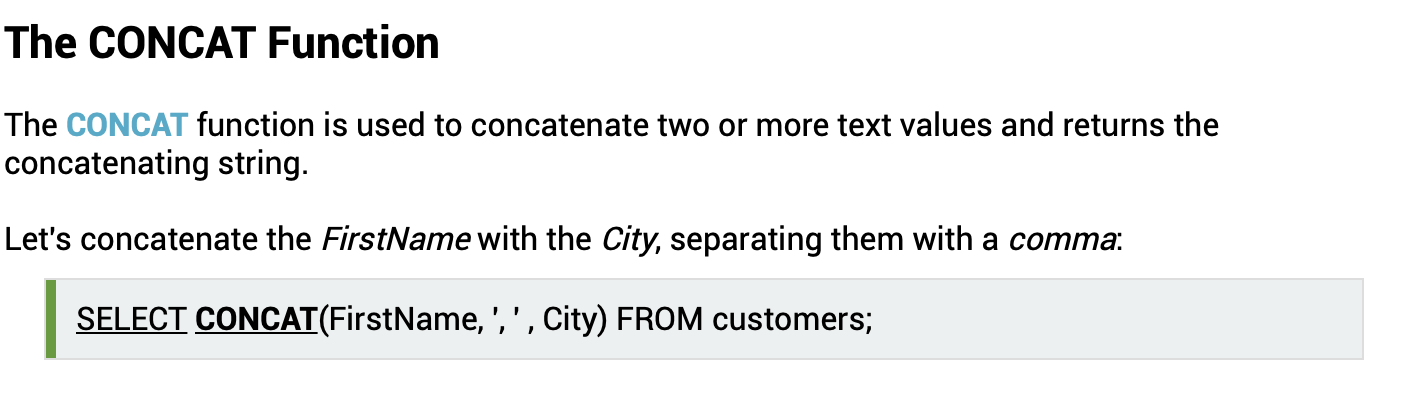 The CONCAT Function
The CONCAT function is used to concatenate two or more text values and returns the
concatenating string.
Let's concatenate the FirstName with the City, separating them with a comma:
SELECT CONCAT(FirstName, ', ' , City) FROM customers;